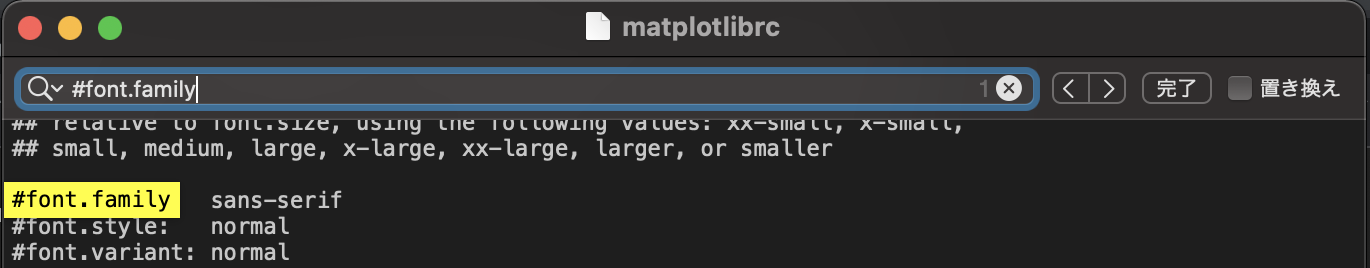 matplotlibrc
#font.family 1 完了 置き換え
## relative to font.size, using the following values: xx-small, x-small,
## small, medium, large, x-large, xx-large, larger, or smaller
#font.family sans-serif
#font.style: normal
#font.variant: normal